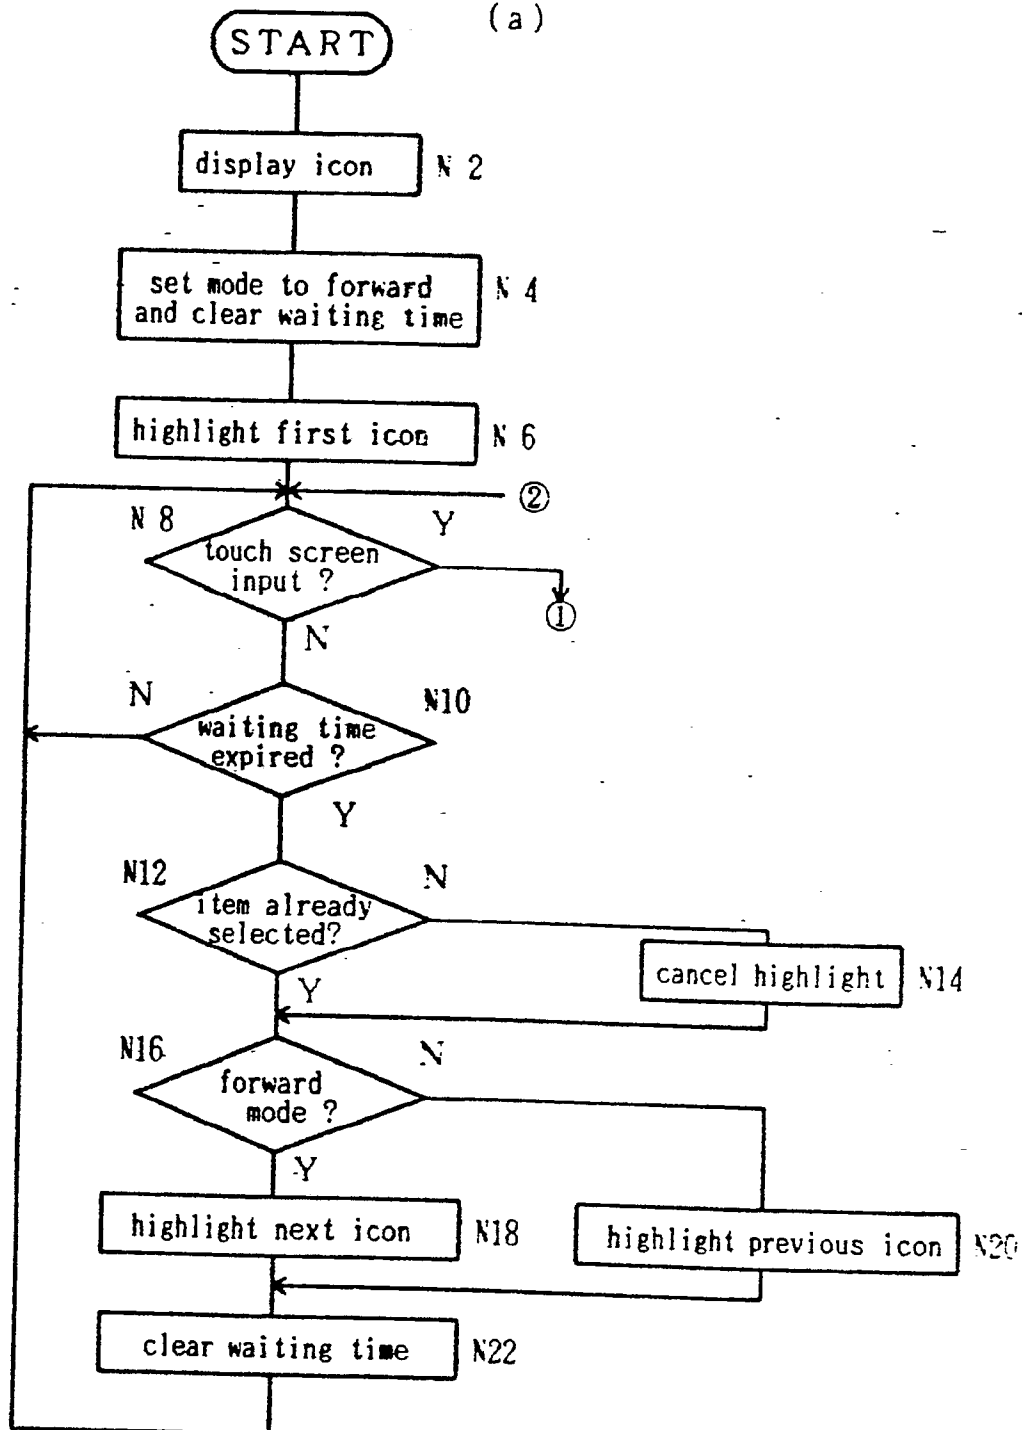 (a)
START
display icon
N 2
set mode to forward
and clear waiting time
N 4
highlight first icon
N 6
②
N 8
Y
touch screen
input ?
①
N
N
N10
waiting time
expired ?
Y
N12
N
item already
selected?
cancel highlight
N14
Y
N16
N
forward
mode ?
Y
highlight next icon
N18
highlight previous icon
N20
clear waiting time
N22